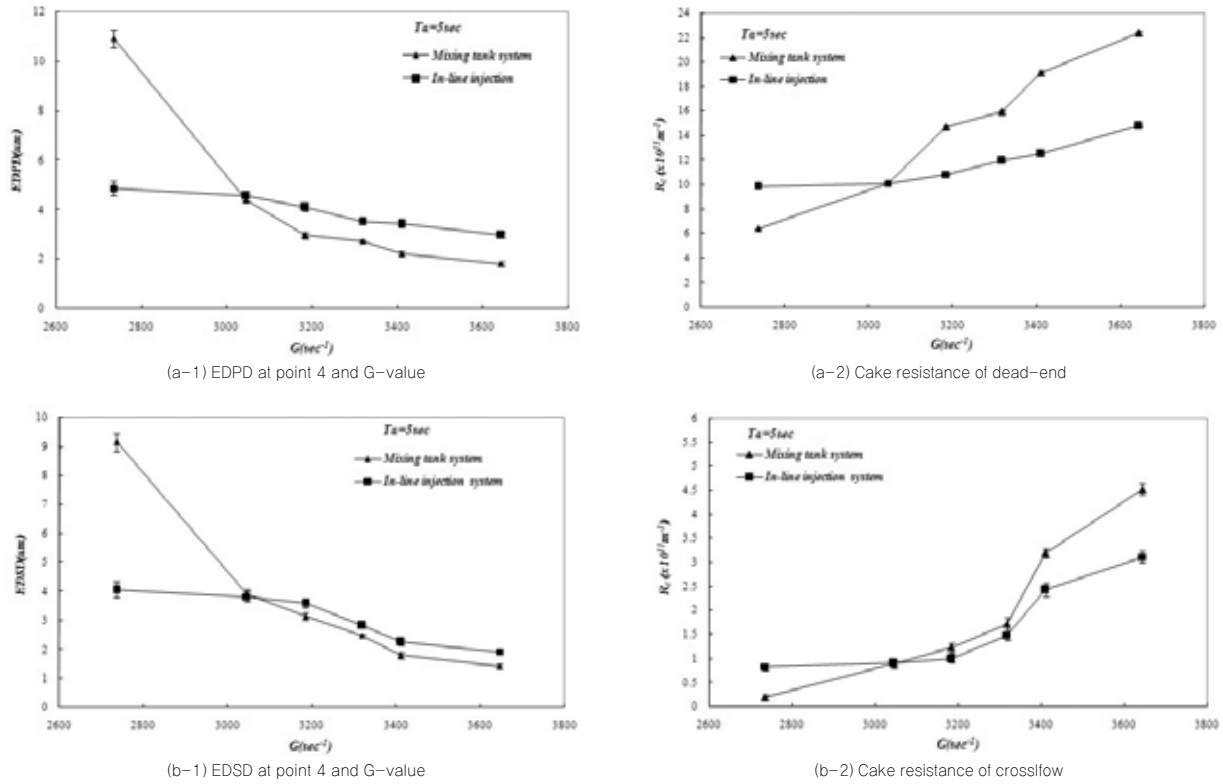 12
10
8
6
4
2
0
EDPD(um)
Ta=5sec
Mixing tank system
In-line injection
2600 2800 3000 3200 3400 3600 3800
G(sec⁻¹)
(a-1) EDPD at point 4 and G-value
24
22
20
18
16
14
12
10
8
6
4
2
0
Ta=5sec
Mixing tank system
In-line injection
2600 2800 3000 3200 3400 3600 3800
G(sec⁻¹)
(a-2) Cake resistance of dead-end
10
9
8
7
6
5
4
3
2
1
0
EDSD(um)
Ta=5sec
Mixing tank system
In-line injection system
2600 2800 3000 3200 3400 3600 3800
G(sec⁻¹)
(b-1) EDSD at point 4 and G-value
6
5.5
5
4.5
4
3.5
3
2.5
2
1.5
1
0.5
0
Ta=5sec
Mixing tank system
In-line injection system
2600 2800 3000 3200 3400 3600 3800
G(sec⁻¹)
(b-2) Cake resistance of crosslfow